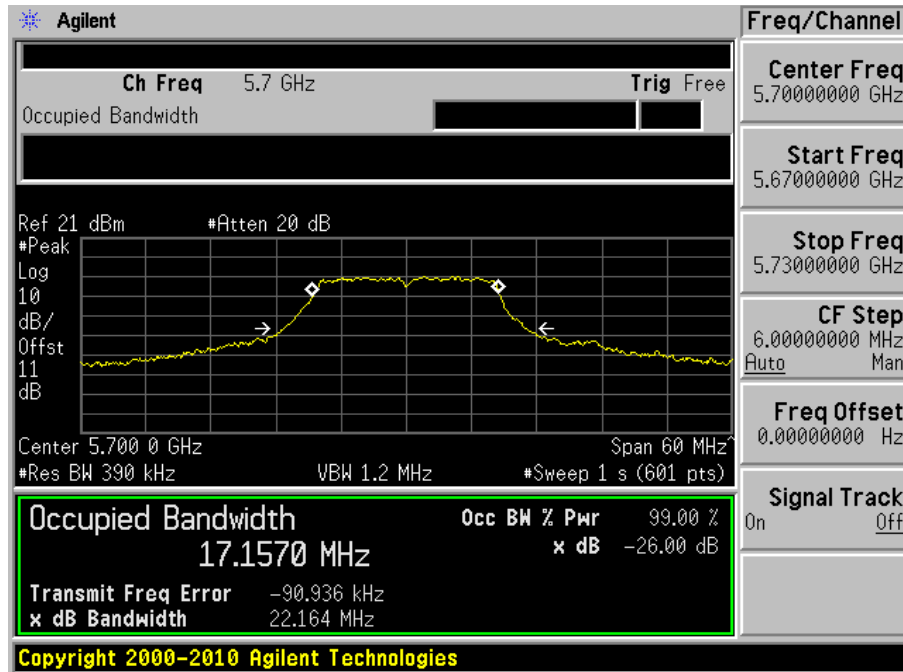 Agilent
Freq/Channel
Ch Freq 5.7 GHz Trig Free
Occupied Bandwidth
Center Freq
5.70000000 GHz
Start Freq
5.67000000 GHz
Stop Freq
5.73000000 GHz
CF Step
6.00000000 MHz
Auto Man
Freq Offset
0.00000000 Hz
Signal Track
On Off
Ref 21 dBm #Atten 20 dB
#Peak
Log
10
dB/
Offst
11
dB
Center 5.700 0 GHz Span 60 MHz^
#Res BW 390 kHz VBW 1.2 MHz #Sweep 1 s (601 pts)
Occupied Bandwidth
17.1570 MHz
Occ BW % Pwr 99.00 %
x dB -26.00 dB
Transmit Freq Error -90.936 kHz
x dB Bandwidth 22.164 MHz
Copyright 2000-2010 Agilent Technologies